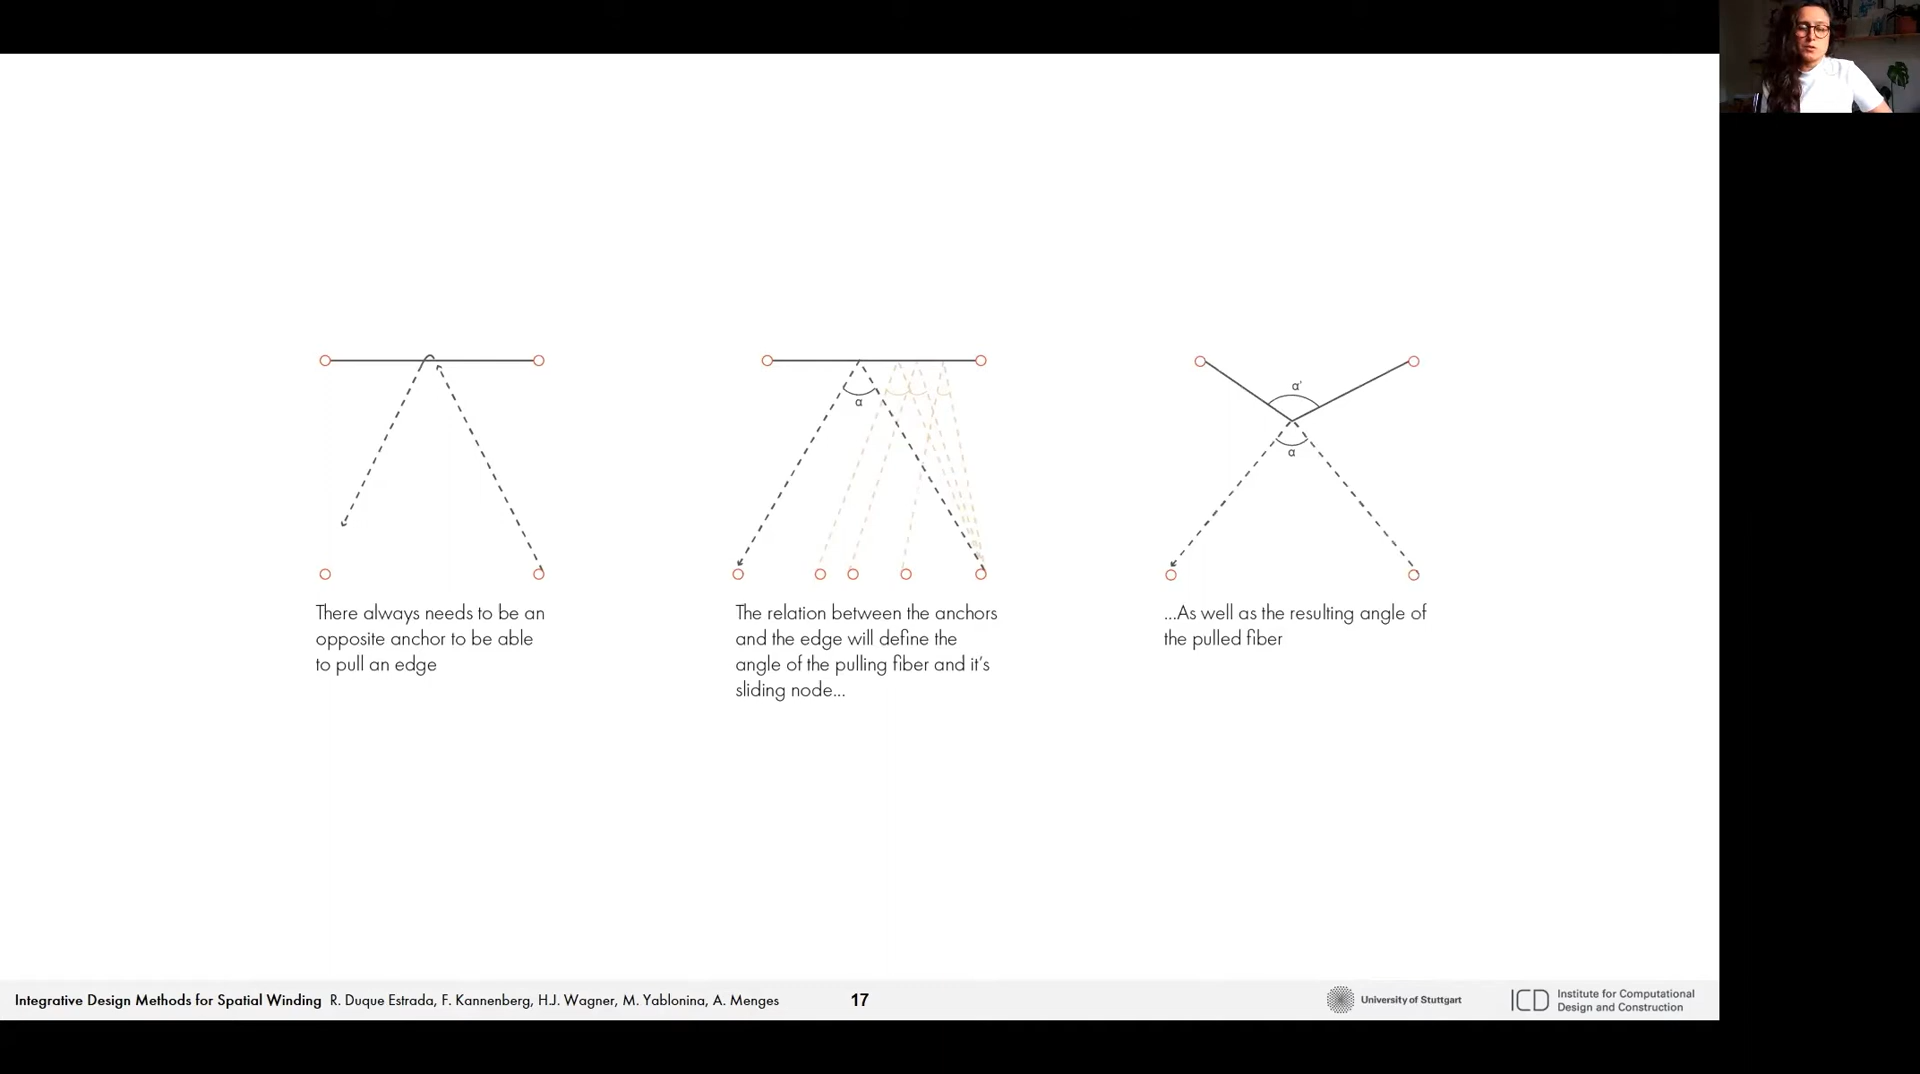 α
α'
α
There always needs to be an
opposite anchor to be able
to pull an edge
The relation between the anchors
and the edge will define the
angle of the pulling fiber and it's
sliding node...
...As well as the resulting angle of
the pulled fiber
Integrative Design Methods for Spatial Winding R. Duque Estrada, F. Kannenberg, H.J. Wagner, M. Yablonina, A. Menges
17
University of Stuttgart
ICD
Institute for Computational
Design and Construction